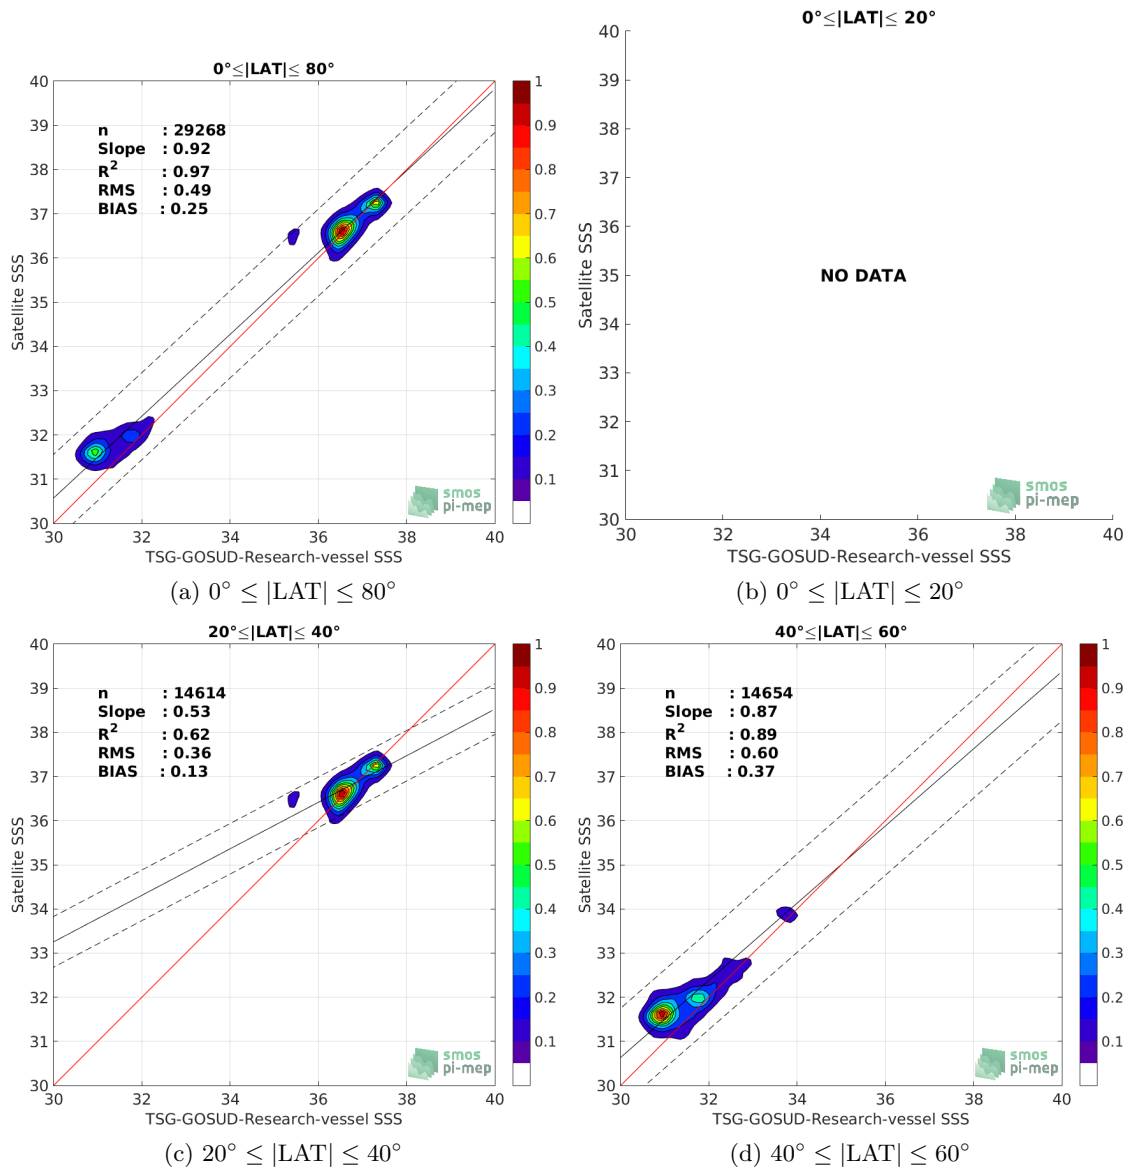 0°≤|LAT|≤ 80°
n : 29268
Slope : 0.92
R² : 0.97
RMS : 0.49
BIAS : 0.25
Satellite SSS
40
39
38
37
36
35
34
33
32
31
30
30 32 34 36 38 40
TSG-GOSUD-Research-vessel SSS
1
0.9
0.8
0.7
0.6
0.5
0.4
0.3
0.2
0.1
smos
pi-mep
(a) 0° ≤ |LAT| ≤ 80°
0°≤|LAT|≤ 20°
NO DATA
Satellite SSS
40
39
38
37
36
35
34
33
32
31
30
30 32 34 36 38 40
TSG-GOSUD-Research-vessel SSS
smos
pi-mep
(b) 0° ≤ |LAT| ≤ 20°
20°≤|LAT|≤ 40°
n : 14614
Slope : 0.53
R² : 0.62
RMS : 0.36
BIAS : 0.13
Satellite SSS
40
39
38
37
36
35
34
33
32
31
30
30 32 34 36 38 40
TSG-GOSUD-Research-vessel SSS
1
0.9
0.8
0.7
0.6
0.5
0.4
0.3
0.2
0.1
smos
pi-mep
(c) 20° ≤ |LAT| ≤ 40°
40°≤|LAT|≤ 60°
n : 14654
Slope : 0.87
R² : 0.89
RMS : 0.60
BIAS : 0.37
Satellite SSS
40
39
38
37
36
35
34
33
32
31
30
30 32 34 36 38 40
TSG-GOSUD-Research-vessel SSS
1
0.9
0.8
0.7
0.6
0.5
0.4
0.3
0.2
0.1
smos
pi-mep
(d) 40° ≤ |LAT| ≤ 60°